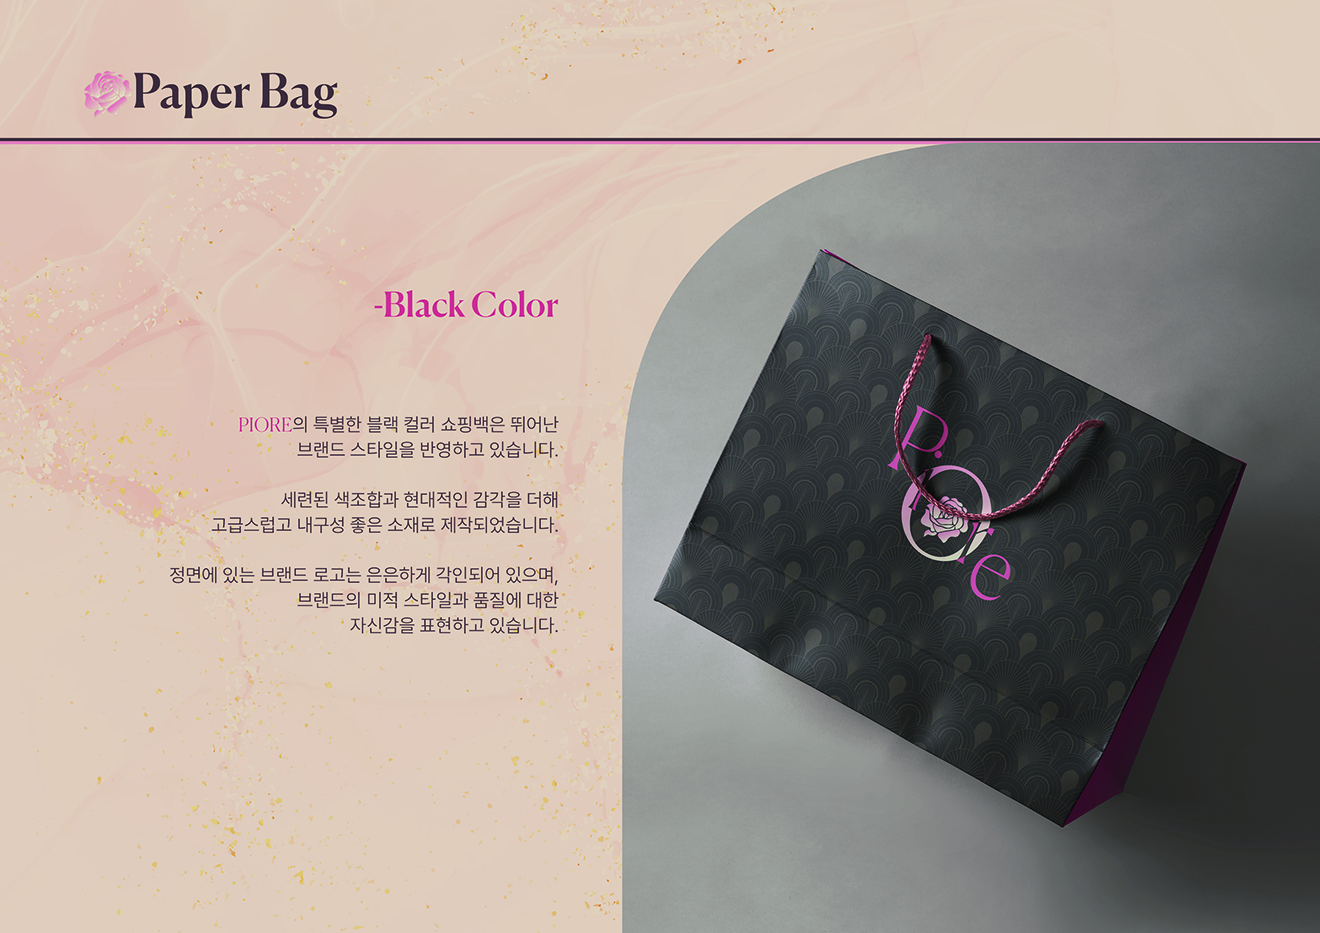 Paper Bag
-Black Color
PIORE의 특별한 블랙 컬러 쇼핑백은 뛰어난
브랜드 스타일을 반영하고 있습니다.
세련된 색조합과 현대적인 감각을 더해
고급스럽고 내구성 좋은 소재로 제작되었습니다.
정면에 있는 브랜드 로고는 은은하게 각인되어 있으며,
브랜드의 미적 스타일과 품질에 대한
자신감을 표현하고 있습니다.
PiOre